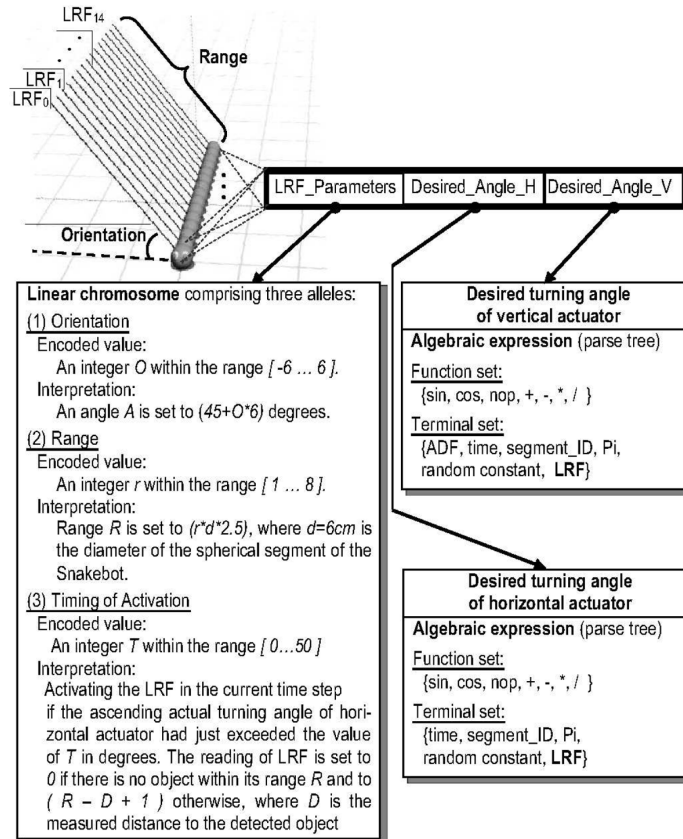 LRF14
LRF1
LRF0
Range
Orientation
LRF_Parameters Desired_Angle_H Desired_Angle_V
Linear chromosome comprising three alleles:
(1) Orientation
Encoded value:
An integer O within the range [ -6 ... 6 ].
Interpretation:
An angle A is set to (45+O*6) degrees.
(2) Range
Encoded value:
An integer r within the range [ 1 ... 8 ].
Interpretation:
Range R is set to (r*d*2.5), where d=6cm is
the diameter of the spherical segment of the
Snakebot.
(3) Timing of Activation
Encoded value:
An integer T within the range [ 0...50 ]
Interpretation:
Activating the LRF in the current time step
if the ascending actual turning angle of hori-
zontal actuator had just exceeded the value
of T in degrees. The reading of LRF is set to
0 if there is no object within its range R and to
( R – D + 1 ) otherwise, where D is the
measured distance to the detected object
Desired turning angle
of vertical actuator
Algebraic expression (parse tree)
Function set:
{sin, cos, nop, +, -, *, / }
Terminal set:
{ADF, time, segment_ID, Pi,
random constant, LRF}
Desired turning angle
of horizontal actuator
Algebraic expression (parse tree)
Function set:
{sin, cos, nop, +, -, *, / }
Terminal set:
{time, segment_ID, Pi,
random constant, LRF}